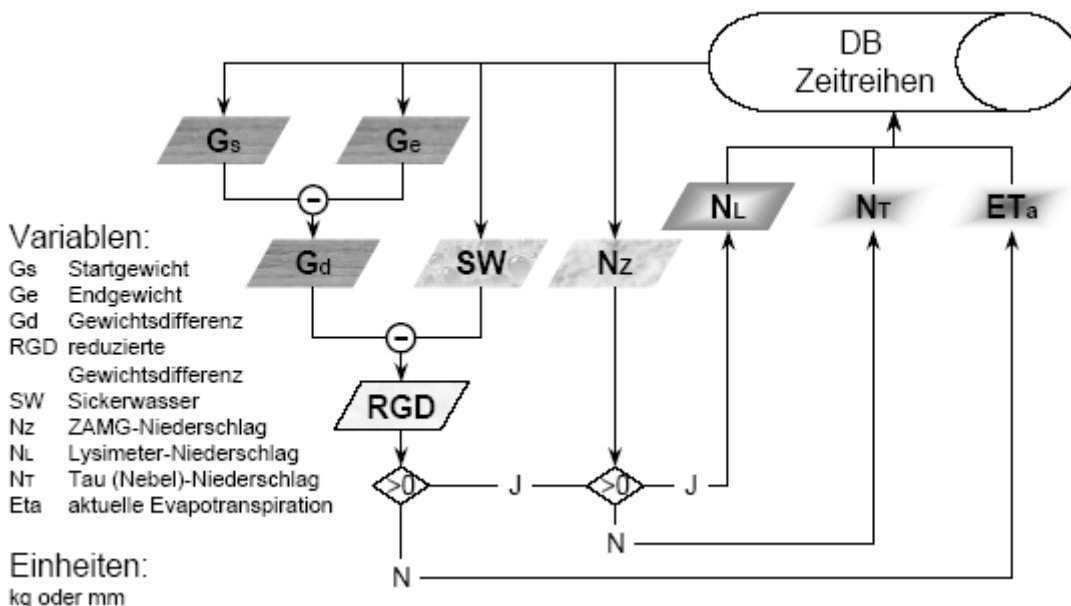 DB
Zeitreihen
Gs
Ge
NL
NT
ETa
Gd
SW
Nz
Variablen:
Gs Startgewicht
Ge Endgewicht
Gd Gewichtsdifferenz
RGD reduzierte
Gewichtsdifferenz
SW Sickerwasser
Nz ZAMG-Niederschlag
NL Lysimeter-Niederschlag
NT Tau (Nebel)-Niederschlag
Eta aktuelle Evapotranspiration
Einheiten:
kg oder mm
−
−
RGD
>0
J
>0
J
N
N